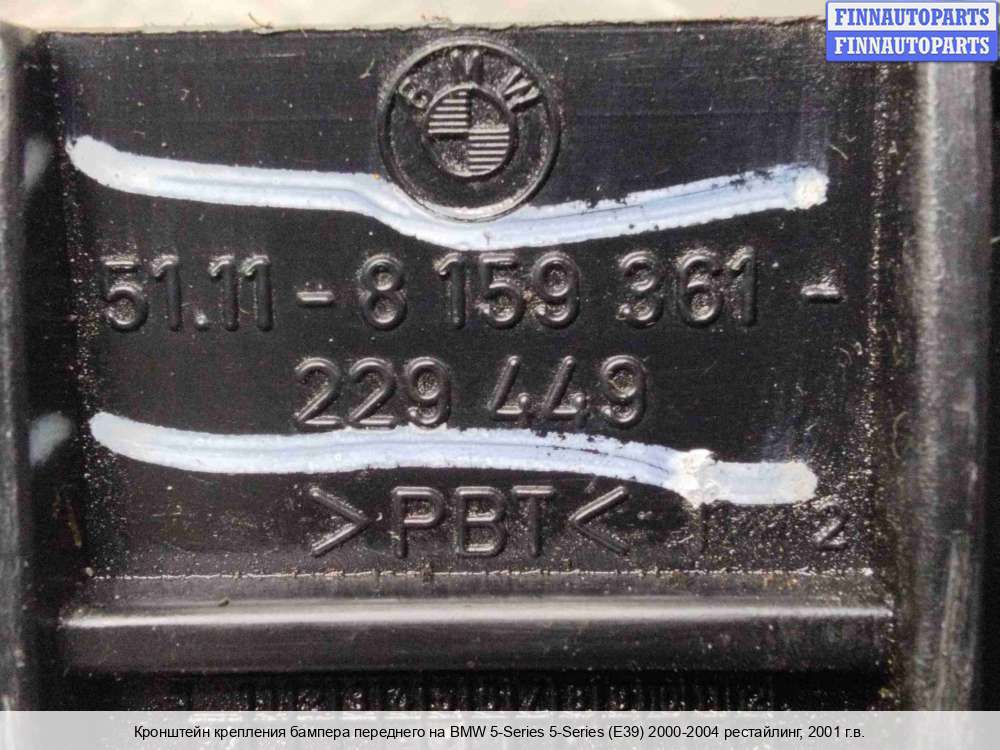 FINNAUTOPARTS
FINNAUTOPARTS
BMW
51.11-8 159 361-
229 449
>PBT<
2
Кронштейн крепления бампера переднего на BMW 5-Series 5-Series (E39) 2000-2004 рестайлинг, 2001 г.в.